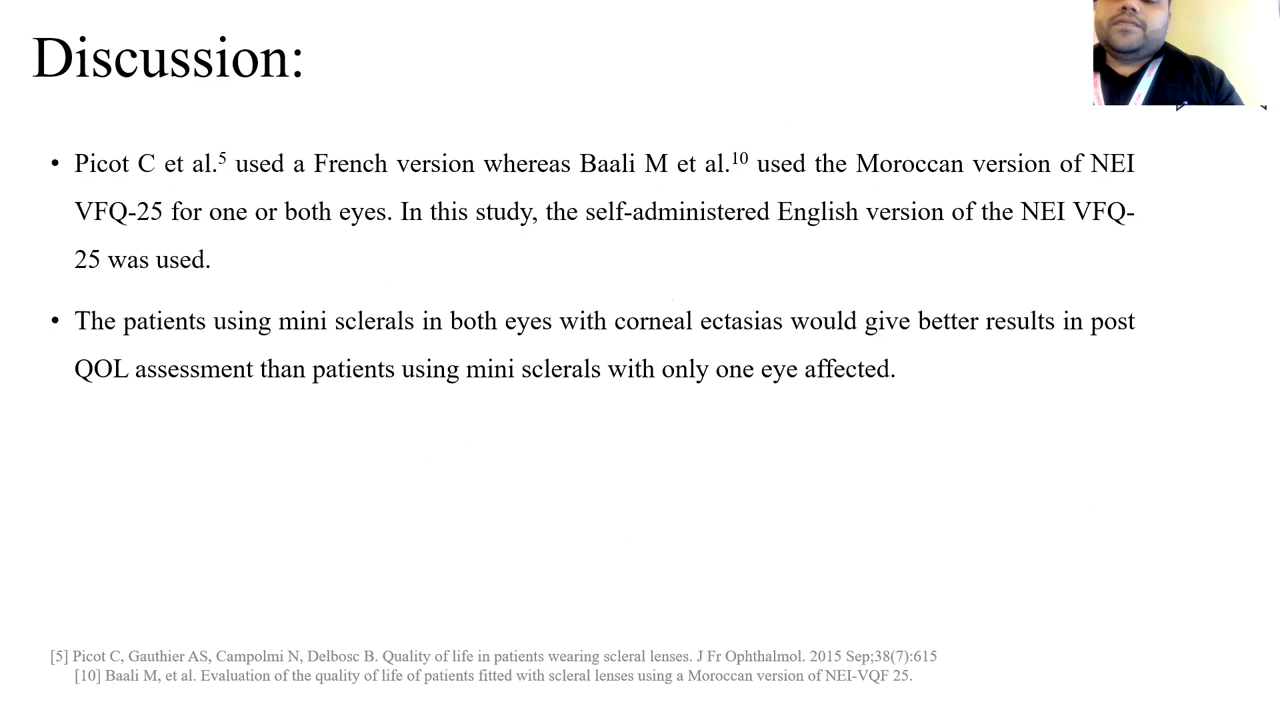 Discussion:
• Picot C et al.5 used a French version whereas Baali M et al.10 used the Moroccan version of NEI
VFQ-25 for one or both eyes. In this study, the self-administered English version of the NEI VFQ-
25 was used.
• The patients using mini sclerals in both eyes with corneal ectasias would give better results in post
QOL assessment than patients using mini sclerals with only one eye affected.
[5] Picot C, Gauthier AS, Campolmi N, Delbosc B. Quality of life in patients wearing scleral lenses. J Fr Ophthalmol. 2015 Sep;38(7):615
[10] Baali M, et al. Evaluation of the quality of life of patients fitted with scleral lenses using a Moroccan version of NEI-VQF 25.